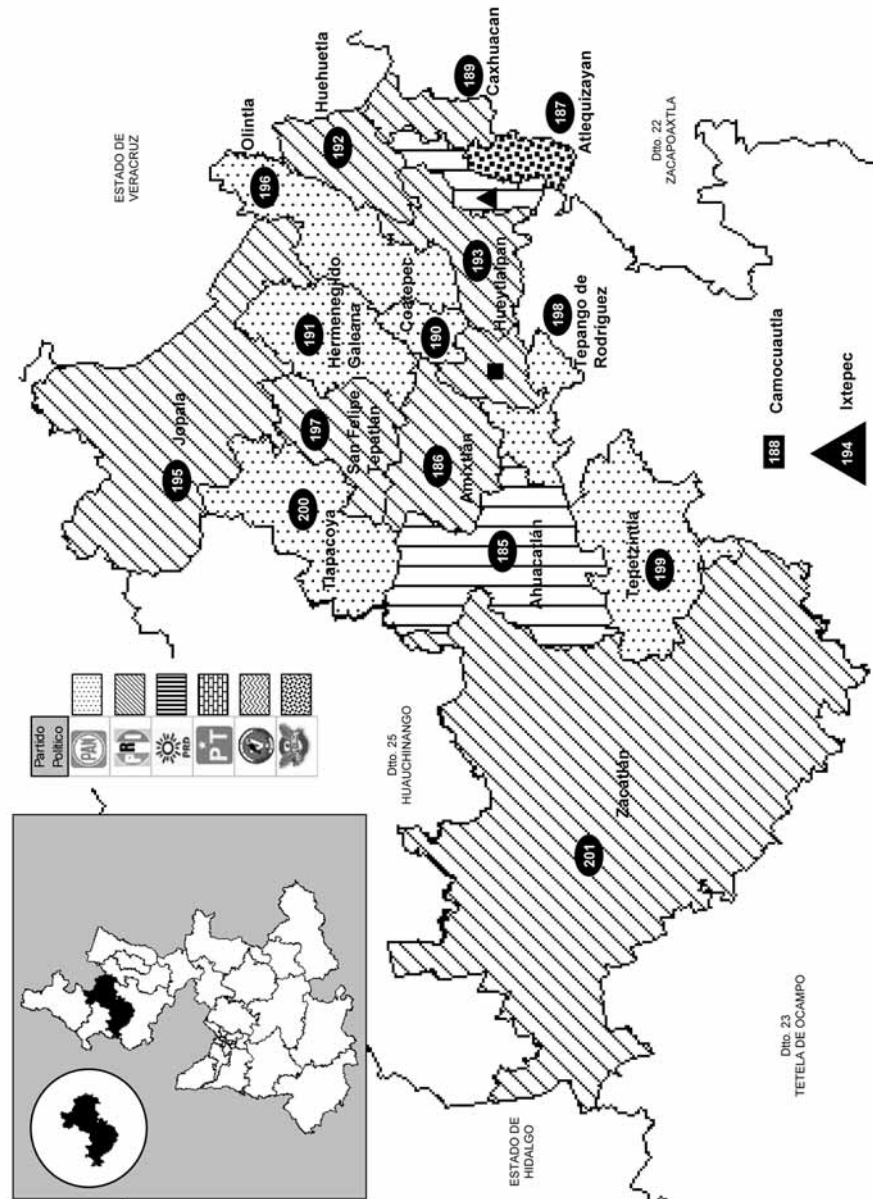 Partido
Político
PAN
PRI
PRD
PT
ESTADO DE
VERACRUZ
ESTADO DE
HIDALGO
Dtto. 25
HUAUCHINANGO
Dtto. 23
TETELA DE OCAMPO
Dtto. 22
ZACAPOAXTLA
195
Jopala
196
Olintla
192
Huehuetla
189
Caxhuacan
187
Atlequizayan
191
Hermenegildo
Galeana
190
Coatepec
193
Hueytlalpan
197
San Felipe
Tepatlán
200
Tlapacoya
186
Amixtlán
185
Ahuacatlán
198
Tepango de
Rodríguez
199
Tepetzintla
201
Zacatlán
188
Camocuautla
194
Ixtepec